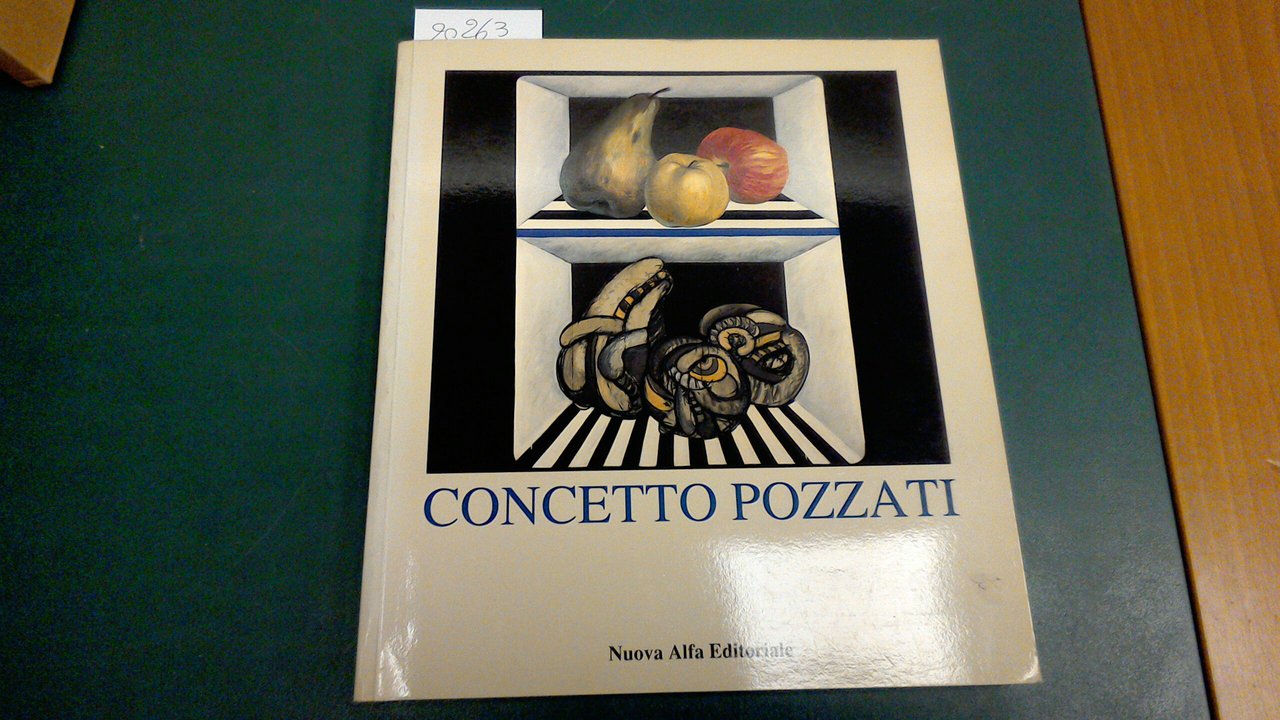 90263
CONCETTO POZZATI
Nuova Alfa Editoriale